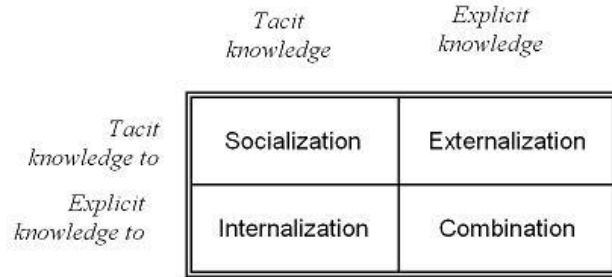 Tacit
knowledge
Explicit
knowledge
Tacit
knowledge to
Socialization
Externalization
Explicit
knowledge to
Internalization
Combination